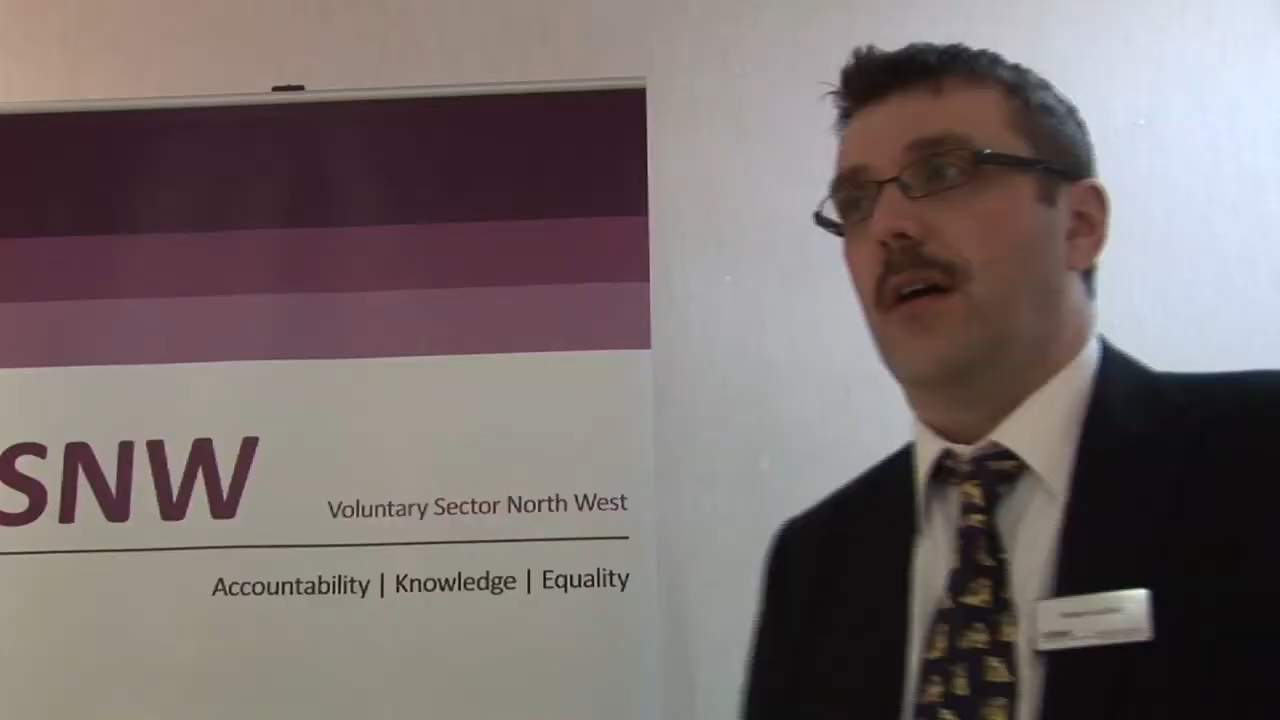 SNW
Voluntary Sector North West
Accountability | Knowledge | Equality